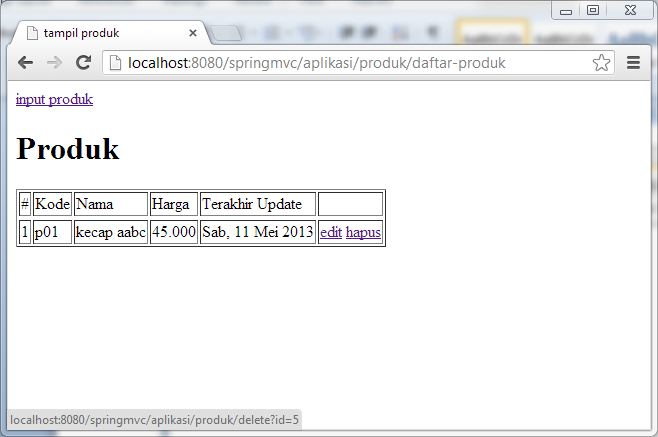 tampil produk
localhost:8080/springmvc/aplikasi/produk/daftar-produk
input produk
Produk
# Kode Nama Harga Terakhir Update
1 p01 kecap aabc 45.000 Sab, 11 Mei 2013 edit hapus
localhost:8080/springmvc/aplikasi/produk/delete?id=5